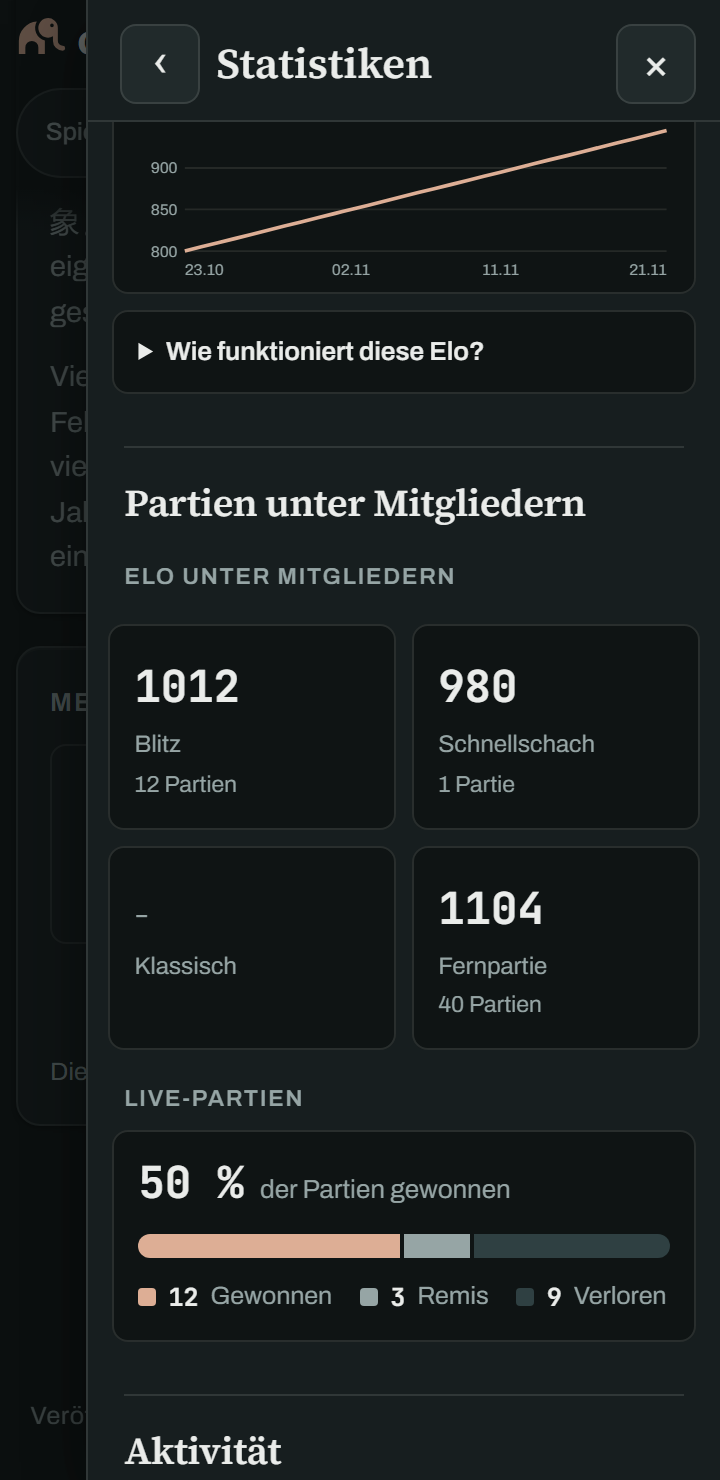 ‹ Statistiken ×
900
850
800
23.10 02.11 11.11 21.11
▶ Wie funktioniert diese Elo?
Partien unter Mitgliedern
ELO UNTER MITGLIEDERN
1012
Blitz
12 Partien
980
Schnellschach
1 Partie
–
Klassisch
1104
Fernpartie
40 Partien
LIVE-PARTIEN
50 % der Partien gewonnen
12 Gewonnen 3 Remis 9 Verloren
Aktivität
象
Die